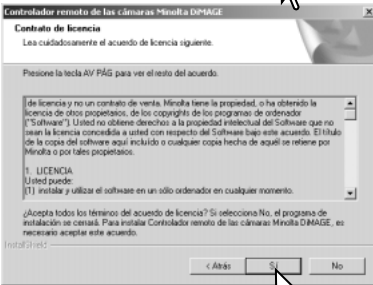 Controlador remoto de las cámaras Minolta DiMAGE
Contrato de licencia
Lea cuidadosamente el acuerdo de licencia siguiente.
Presione la tecla AV PÁG para ver el resto del acuerdo.
de licencia y no un contrato de venta. Minolta tiene la propiedad, o ha obtenido la
licencia de otros propietarios, de los copyrights de los programas de ordenador
("Software"). Usted no obtiene derechos a la propiedad intelectual del Software que no
sean la licencia concedida a usted con respecto del Software bajo este acuerdo. El título
de la copia del software aquí incluído o cualquier copia hecha de aquél se retiene por
Minolta o por tales propietarios.
1. LICENCIA
Usted puede:
(1) instalar y utilizar el software en un sólo ordenador en cualquier momento.
¿Acepta todos los términos del acuerdo de licencia? Si selecciona No, el programa de
instalación se cerrará. Para instalar Controlador remoto de las cámaras Minolta DiMAGE, es
necesario aceptar este acuerdo.
InstallShield
< Atrás Sí No